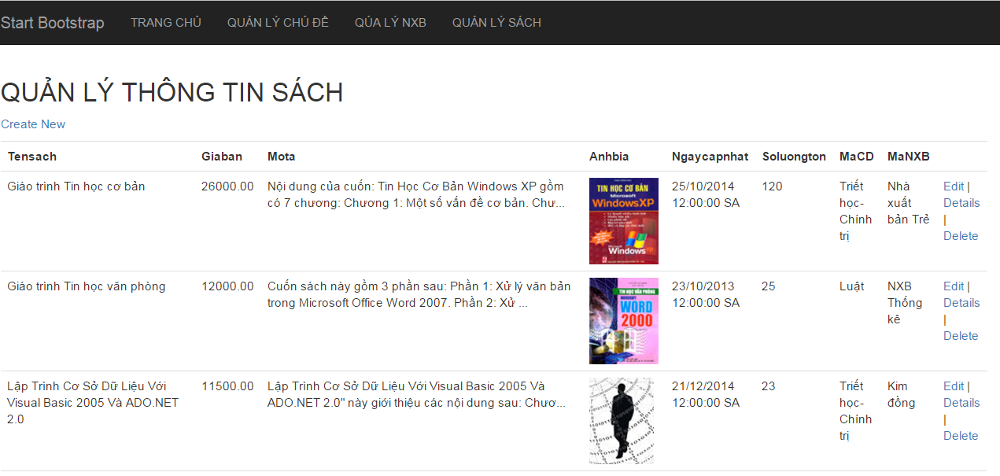 Start Bootstrap TRANG CHỦ QUẢN LÝ CHỦ ĐỀ QỦA LÝ NXB QUẢN LÝ SÁCH
QUẢN LÝ THÔNG TIN SÁCH
Create New
Tensach Giaban Mota Anhbia Ngaycapnhat Soluongton MaCD MaNXB
Giáo trình Tin học cơ bản 26000.00 Nội dung của cuốn: Tin Học Cơ Bản Windows XP gồm 25/10/2014 120 Triết Nhà Edit |
có 7 chương: Chương 1: Một số vấn đề cơ bản. Chư... 12:00:00 SA học- xuất Details
Chính bản Trẻ |
trị Delete
TIN HỌC CƠ BẢN
Microsoft
WindowsXP
Microsoft
Windows
Giáo trình Tin học văn phòng 12000.00 Cuốn sách này gồm 3 phần sau: Phần 1: Xử lý văn bản 23/10/2013 25 Luật NXB Edit |
trong Microsoft Office Word 2007. Phần 2: Xử ... 12:00:00 SA Thống Details
kê |
Delete
TIN HỌC VĂN PHÒNG
MICROSOFT
WORD
2000
Lập Trình Cơ Sở Dữ Liệu Với 11500.00 Lập Trình Cơ Sở Dữ Liệu Với Visual Basic 2005 Và 21/12/2014 23 Triết Kim Edit |
Visual Basic 2005 Và ADO.NET ADO.NET 2.0" này giới thiệu các nội dung sau: Chươ... 12:00:00 SA học- đồng Details
2.0 Chính |
trị Delete